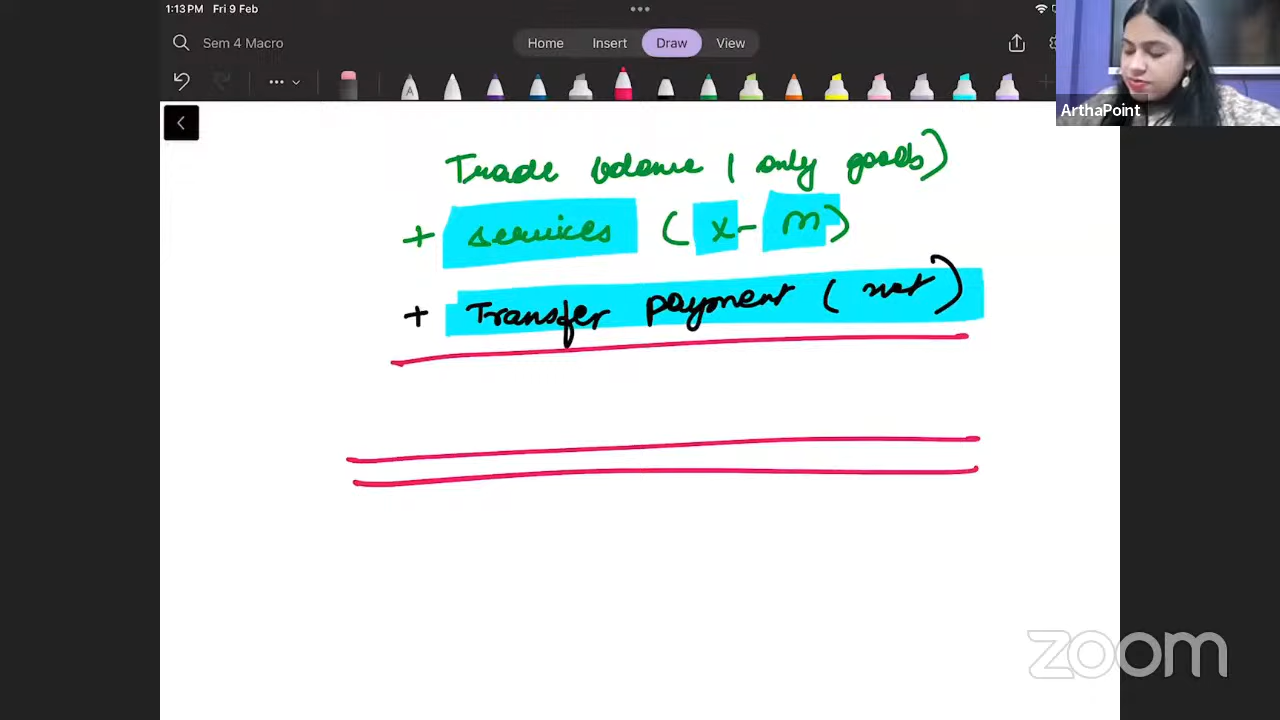 1:13 PM Fri 9 Feb
Sem 4 Macro
Home Insert Draw View
A
ArthaPoint
Trade balance ( only goods )
+ services ( x - m )
+ Transfer payment ( net )
zoom